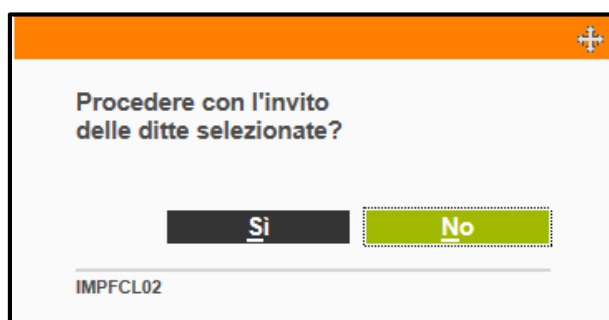 Procedere con l'invito
delle ditte selezionate?
Sì
No
IMPFCL02